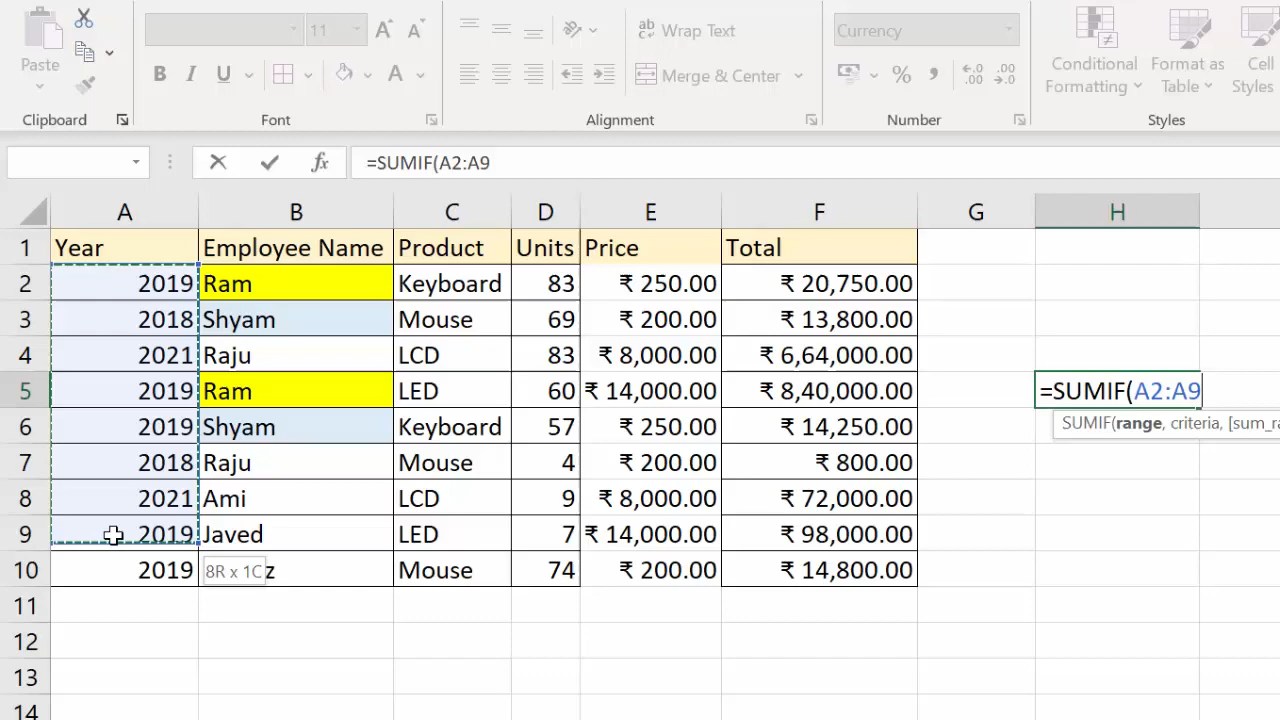 11
ab
Wrap Text
Currency
Paste
B I U
A
Merge & Center
%
Conditional Formatting
Format as Table
Cell Styles
Clipboard
Font
Alignment
Number
Styles
fx =SUMIF(A2:A9
A B C D E F G H
1 Year Employee Name Product Units Price Total
2 2019 Ram Keyboard 83 ₹ 250.00 ₹ 20,750.00
3 2018 Shyam Mouse 69 ₹ 200.00 ₹ 13,800.00
4 2021 Raju LCD 83 ₹ 8,000.00 ₹ 6,64,000.00
5 2019 Ram LED 60 ₹ 14,000.00 ₹ 8,40,000.00 =SUMIF(A2:A9
SUMIF(range, criteria, [sum_ra
6 2019 Shyam Keyboard 57 ₹ 250.00 ₹ 14,250.00
7 2018 Raju Mouse 4 ₹ 200.00 ₹ 800.00
8 2021 Ami LCD 9 ₹ 8,000.00 ₹ 72,000.00
9 2019 Javed LED 7 ₹ 14,000.00 ₹ 98,000.00
10 2019 8R x 1C z Mouse 74 ₹ 200.00 ₹ 14,800.00
11
12
13
14